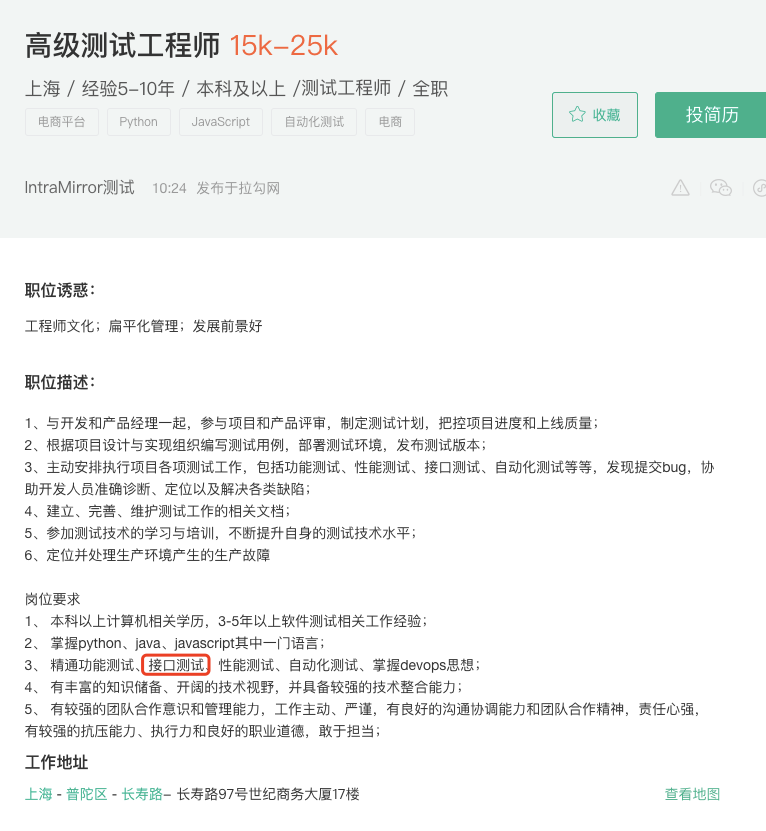 高级测试工程师 15k-25k
上海 / 经验5-10年 / 本科及以上 /测试工程师 / 全职
电商平台 Python JavaScript 自动化测试 电商
收藏 投简历
IntraMirror测试 10:24 发布于拉勾网
职位诱惑：
工程师文化；扁平化管理；发展前景好
职位描述：
1、与开发和产品经理一起，参与项目和产品评审，制定测试计划，把控项目进度和上线质量；
2、根据项目设计与实现组织编写测试用例，部署测试环境，发布测试版本；
3、主动安排执行项目各项测试工作，包括功能测试、性能测试、接口测试、自动化测试等等，发现提交bug，协
助开发人员准确诊断、定位以及解决各类缺陷；
4、建立、完善、维护测试工作的相关文档；
5、参加测试技术的学习与培训，不断提升自身的测试技术水平；
6、定位并处理生产环境产生的生产故障
岗位要求
1、 本科以上计算机相关学历，3-5年以上软件测试相关工作经验；
2、 掌握python、java、javascript其中一门语言；
3、 精通功能测试、接口测试、性能测试、自动化测试、掌握devops思想；
4、 有丰富的知识储备、开阔的技术视野，并具备较强的技术整合能力；
5、 有较强的团队合作意识和管理能力，工作主动、严谨，有良好的沟通协调能力和团队合作精神，责任心强，
有较强的抗压能力、执行力和良好的职业道德，敢于担当；
工作地址
上海 - 普陀区 - 长寿路- 长寿路97号世纪商务大厦17楼 查看地图